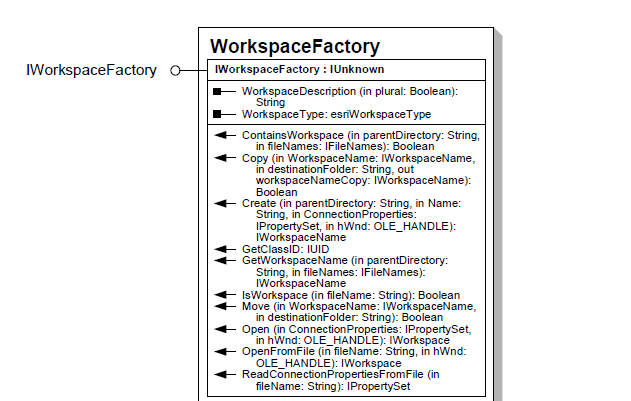 WorkspaceFactory
IWorkspaceFactory
IWorkspaceFactory : IUnknown
WorkspaceDescription (in plural: Boolean):
String
WorkspaceType: esriWorkspaceType
ContainsWorkspace (in parentDirectory: String,
in fileNames: IFileNames): Boolean
Copy (in WorkspaceName: IWorkspaceName,
in destinationFolder: String, out
workspaceNameCopy: IWorkspaceName):
Boolean
Create (in parentDirectory: String, in Name:
String, in ConnectionProperties:
IPropertySet, in hWnd: OLE_HANDLE):
IWorkspaceName
GetClassID: IUID
GetWorkspaceName (in parentDirectory:
String, in fileNames: IFileNames):
IWorkspaceName
IsWorkspace (in fileName: String): Boolean
Move (in WorkspaceName: IWorkspaceName,
in destinationFolder: String): Boolean
Open (in ConnectionProperties: IPropertySet,
in hWnd: OLE_HANDLE): IWorkspace
OpenFromFile (in fileName: String, in hWnd:
OLE_HANDLE): IWorkspace
ReadConnectionPropertiesFromFile (in
fileName: String): IPropertySet